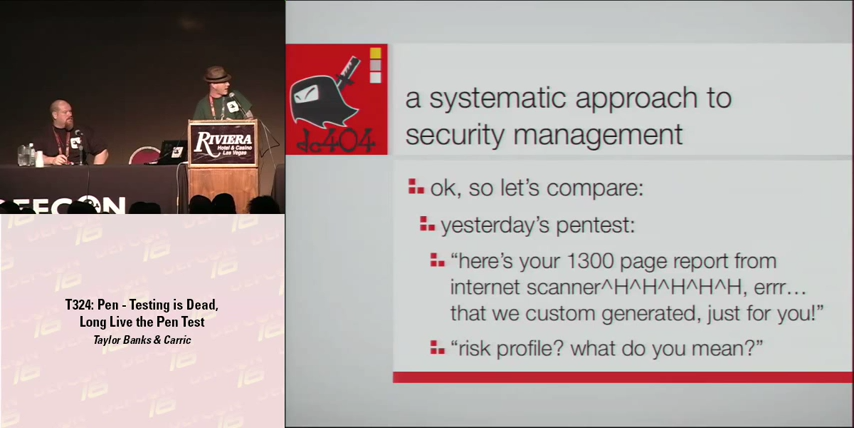 RIVIERA
Hotel & Casino
Las Vegas
DEFCON
T324: Pen - Testing is Dead,
Long Live the Pen Test
Taylor Banks & Carric
dc404
a systematic approach to
security management
ok, so let's compare:
yesterday's pentest:
“here's your 1300 page report from
internet scanner^H^H^H^H^H, errr…
that we custom generated, just for you!”
“risk profile? what do you mean?”